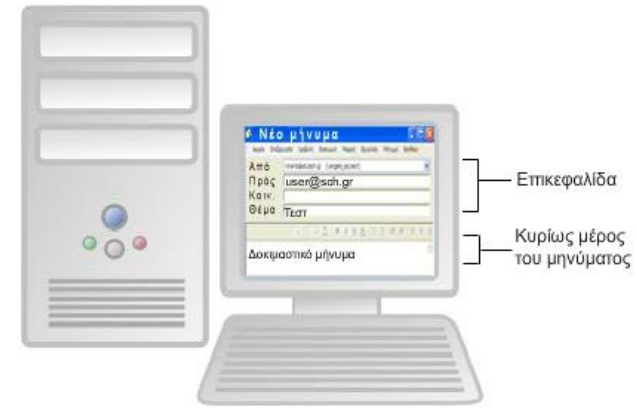 Νέο μήνυμα
Από
Προς user@sch.gr
Κοιν.
Θέμα Τεστ
Επικεφαλίδα
Δοκιμαστικό μήνυμα
Κυρίως μέρος
του μηνύματος